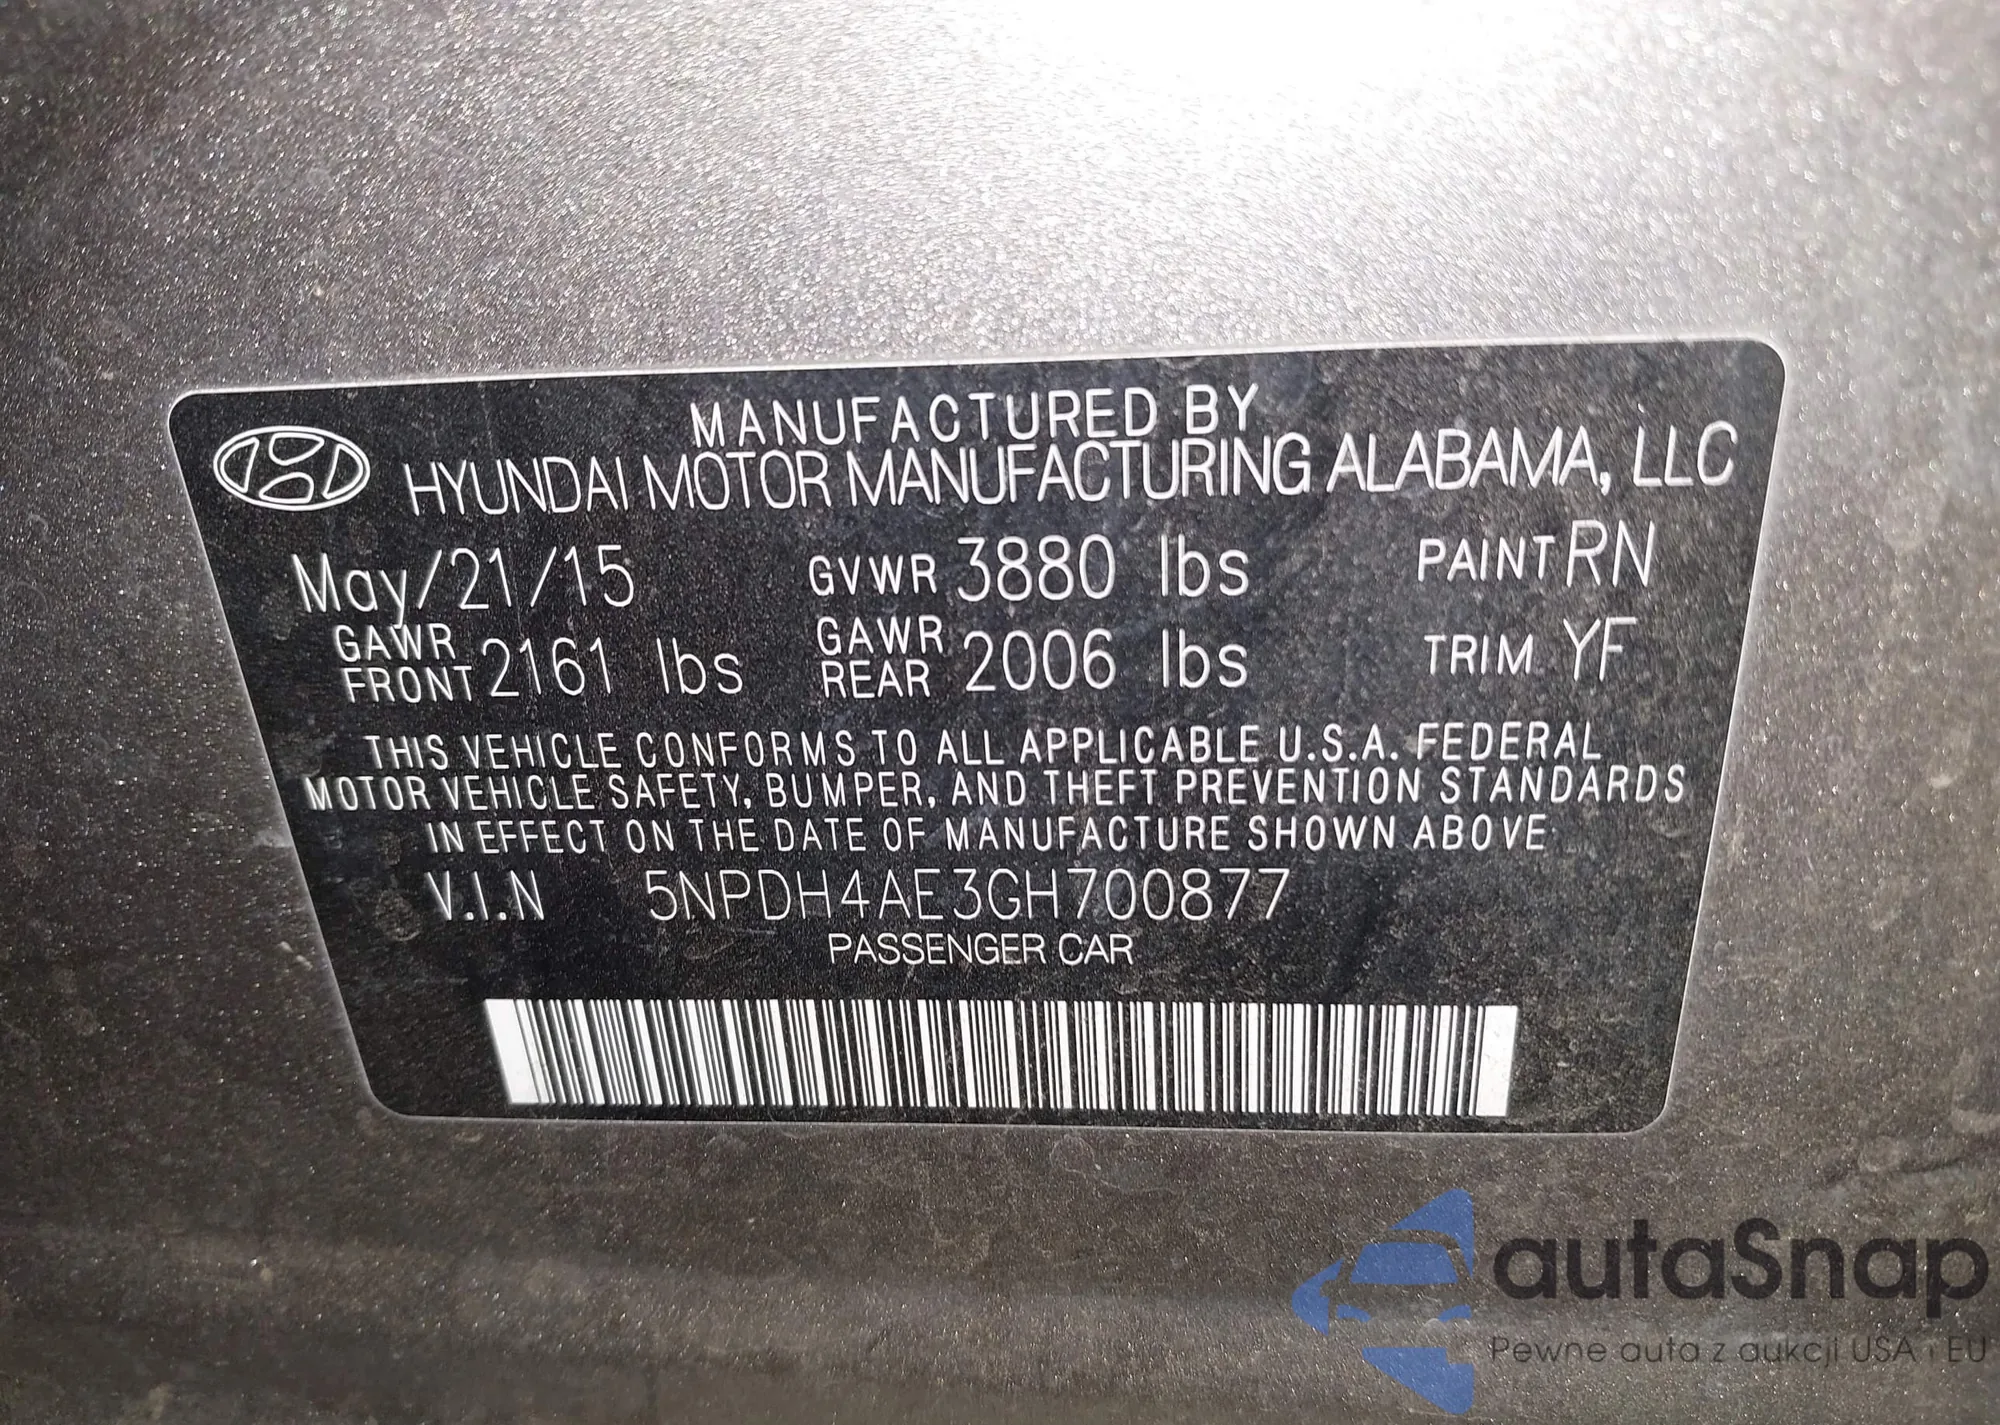 MANUFACTURED BY
HYUNDAI MOTOR MANUFACTURING ALABAMA, LLC
May/21/15 GVWR 3880 lbs PAINT RN
GAWR FRONT 2161 lbs GAWR REAR 2006 lbs TRIM YF
THIS VEHICLE CONFORMS TO ALL APPLICABLE U.S.A. FEDERAL
MOTOR VEHICLE SAFETY, BUMPER, AND THEFT PREVENTION STANDARDS
IN EFFECT ON THE DATE OF MANUFACTURE SHOWN ABOVE
V.I.N 5NPDH4AE3GH700877
PASSENGER CAR
autaSnap
Pewne auta z aukcji USA i EU